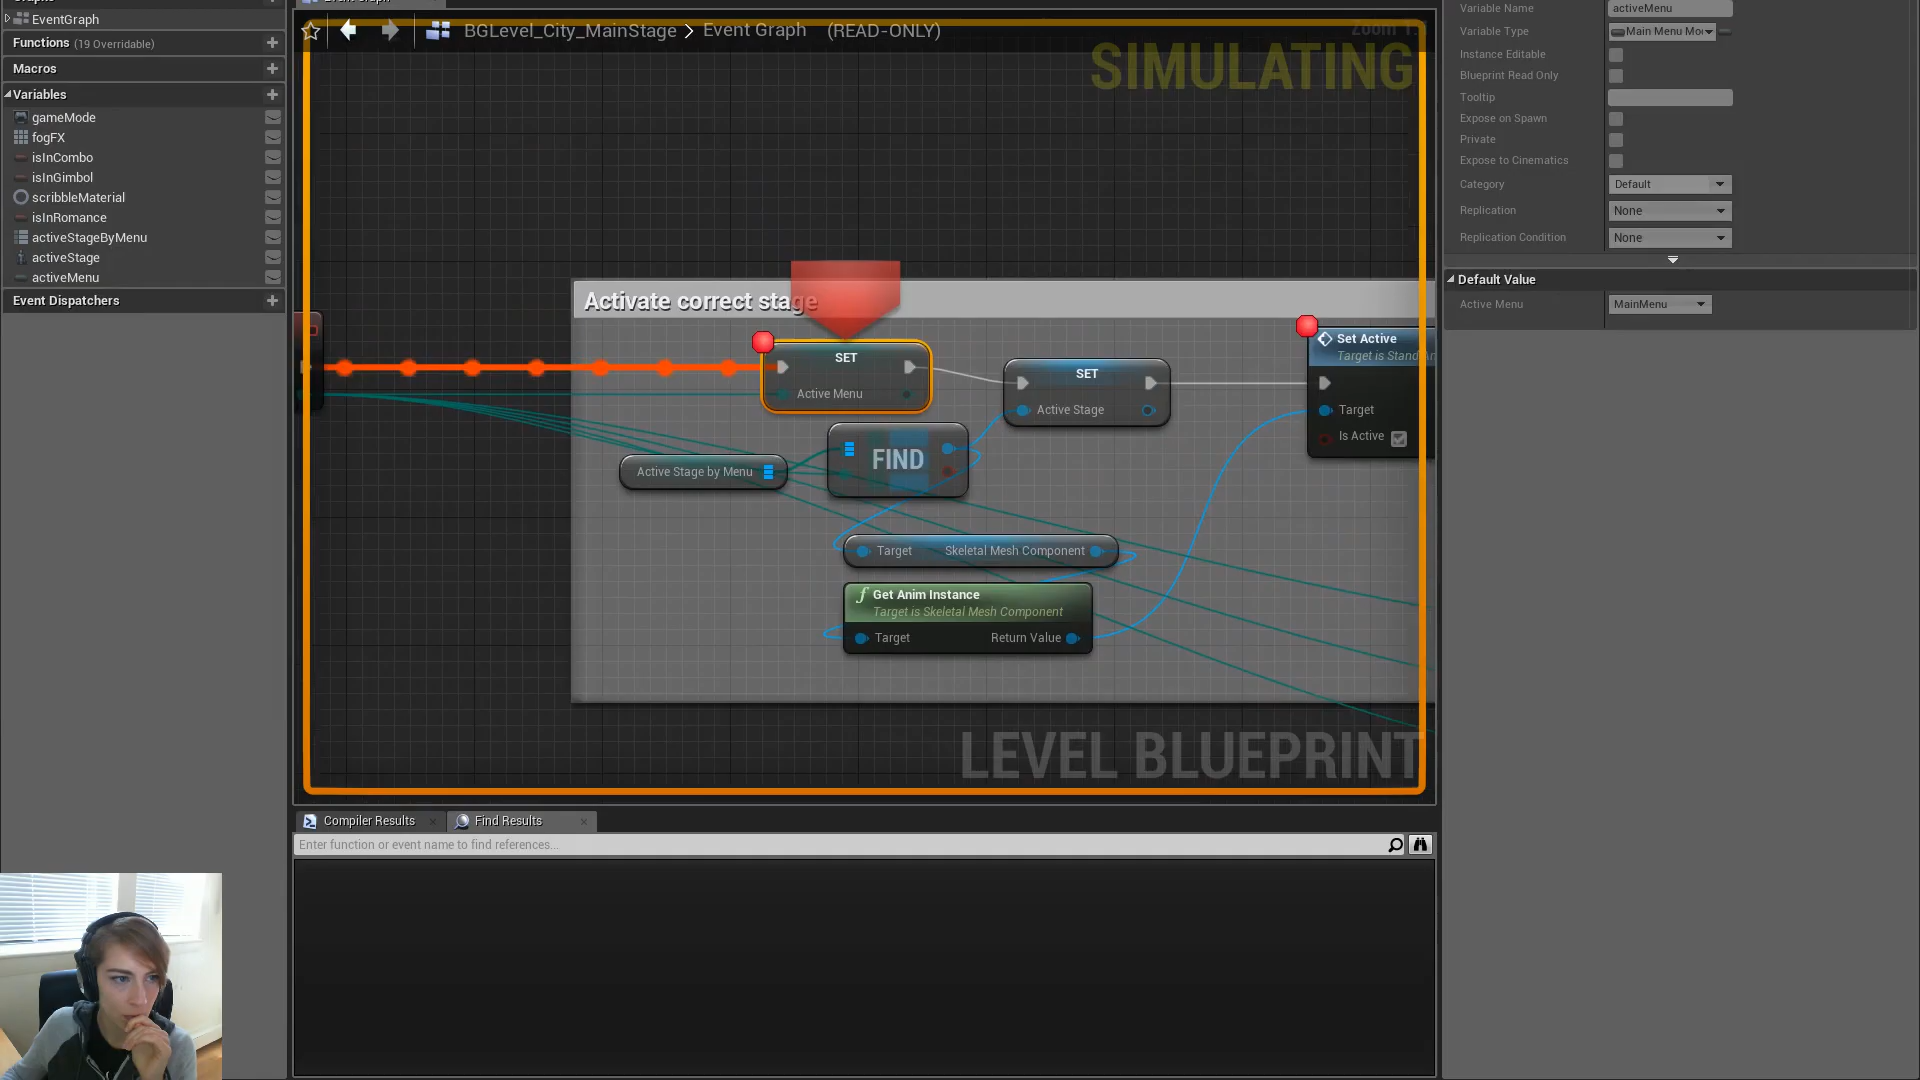 EventGraph
Functions (19 Overridable)
Macros
Variables
gameMode
fogFX
isInCombo
isInGimbol
scribbleMaterial
isInRomance
activeStageByMenu
activeStage
activeMenu
Event Dispatchers
BGLevel_City_MainStage > Event Graph (READ-ONLY)
SIMULATING
Activate correct stage
SET
Active Menu
SET
Active Stage
Set Active
Target
Is Active
Active Stage by Menu
FIND
Target Skeletal Mesh Component
f Get Anim Instance
Target is Skeletal Mesh Component
Target Return Value
LEVEL BLUEPRINT
Compiler Results
Find Results
Enter function or event name to find references...
Variable Name activeMenu
Variable Type
Main Menu
Instance Editable
Blueprint Read Only
Tooltip
Expose on Spawn
Private
Expose to Cinematics
Category Default
Replication None
Replication Condition None
Default Value
Active Menu MainMenu